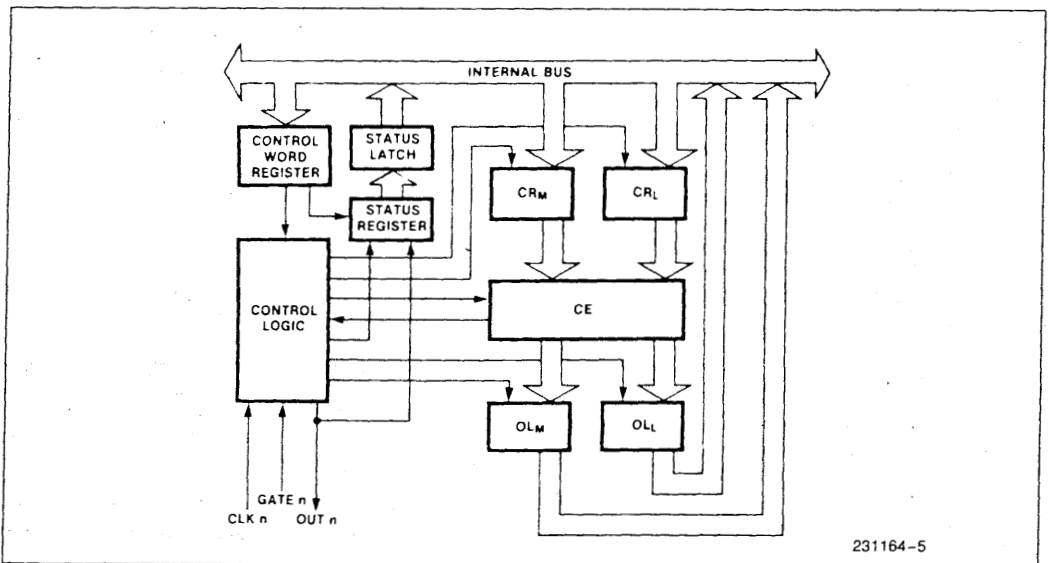 INTERNAL BUS
CONTROL
WORD
REGISTER
STATUS
LATCH
STATUS
REGISTER
CRM
CRL
CONTROL
LOGIC
CE
OLM
OLL
GATE n
CLK n
OUT n
231164-5